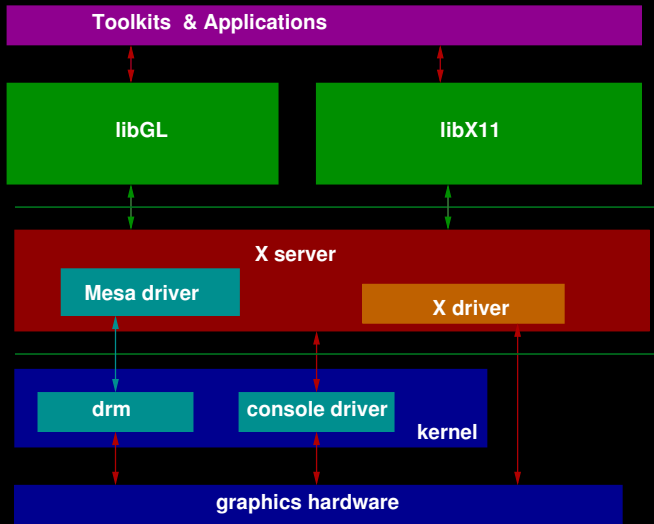 Toolkits & Applications
libGL
libX11
X server
Mesa driver
X driver
drm
console driver
kernel
graphics hardware